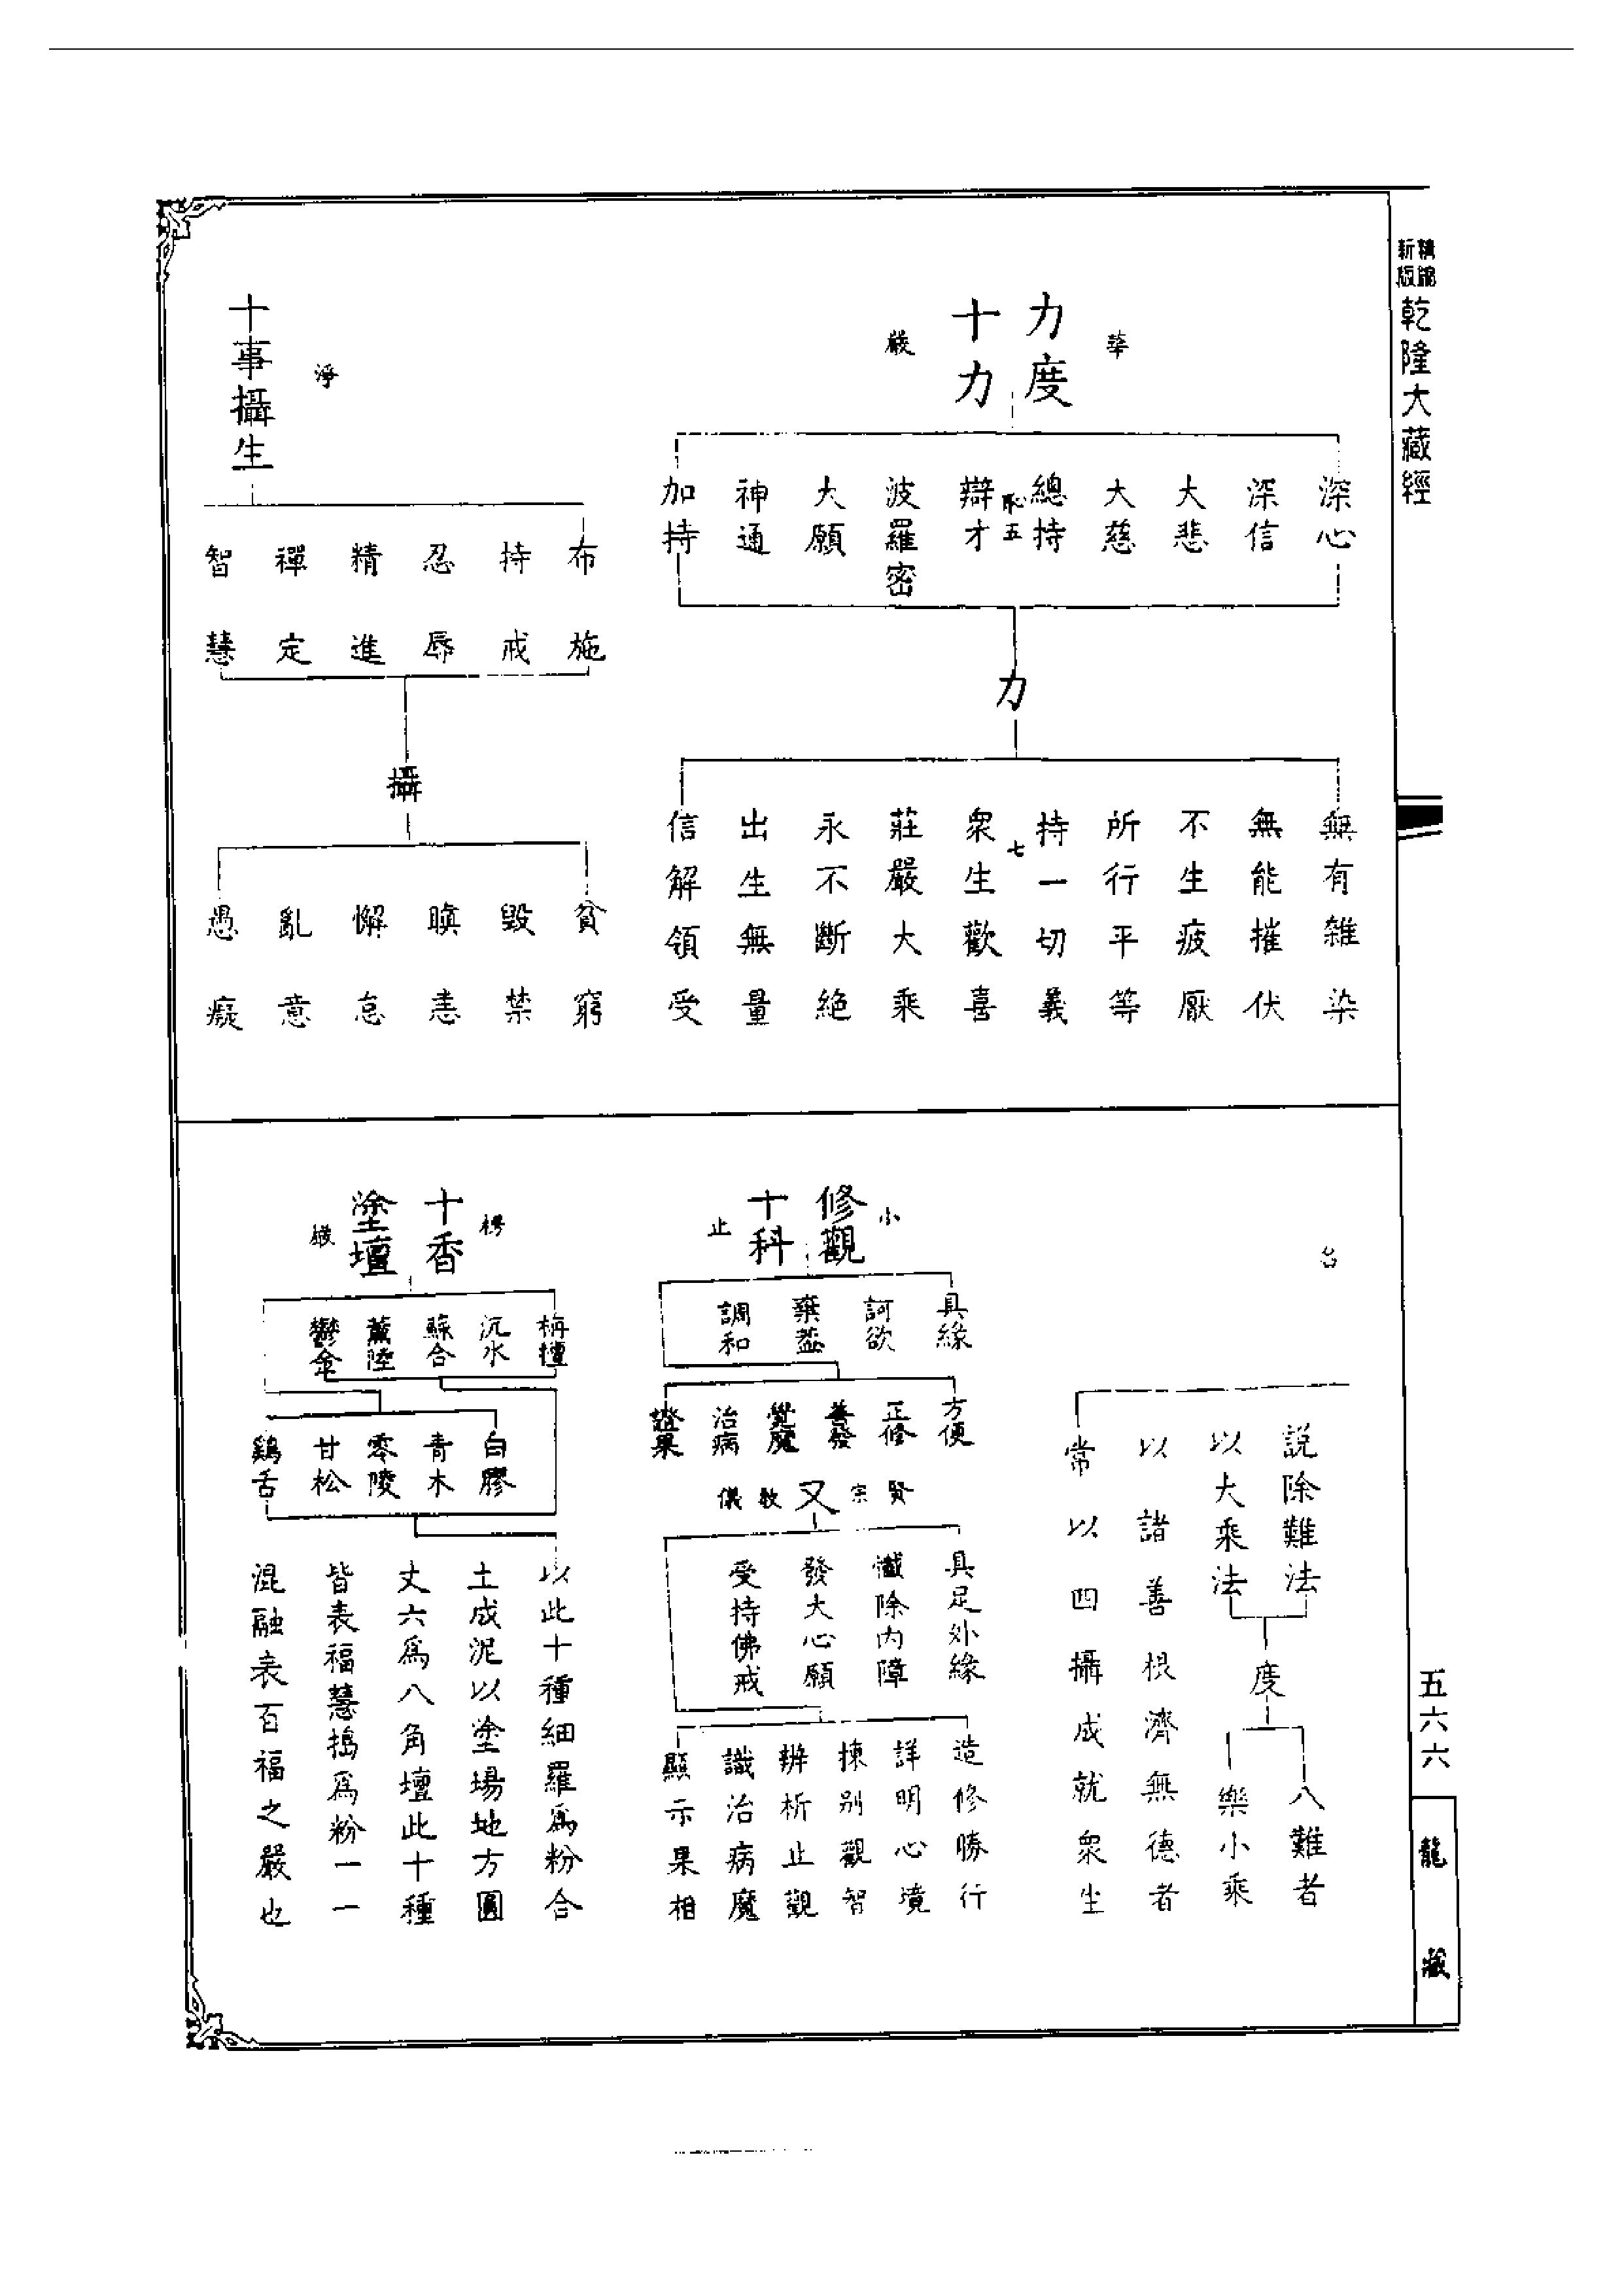 精縮
新版
乾隆大藏經
華
力度
十力
嚴
深心
深信
大悲
大慈
總持
五
辯才
波羅密
大願
神通
加持
力
無有雜染
無能摧伏
不生疲厭
所行平等
持一切義
七
衆生歡喜
莊嚴大乘
永不斷絕
出生無量
信解領受
淨
十事攝生
布施
持戒
忍辱
精進
禪定
智慧
攝
貧窮
毀禁
瞋恚
懈怠
亂意
愚癡
名
說除難法
以大乘法
度
八難者
樂小乘
以諸善根濟無德者
常以四攝成就衆生
小
修觀
十科
止
具緣
訶欲
棄蓋
調和
方便
正修
善發
覺魔
治病
證果
賢宗
又
教儀
具足外緣
懺除內障
發大心願
受持佛戒
造修勝行
詳明心境
揀別觀智
辨析止觀
識治病魔
顯示果相
楞
十香
塗壇
嚴
栴檀
沉水
蘇合
薰陸
鬱金
白膠
青木
零陵
甘松
鷄舌
以此十種細羅爲粉合
土成泥以塗場地方圓
丈六爲八角壇此十種
皆表福慧搗爲粉一一
混融表百福之嚴也
五六六
龍藏